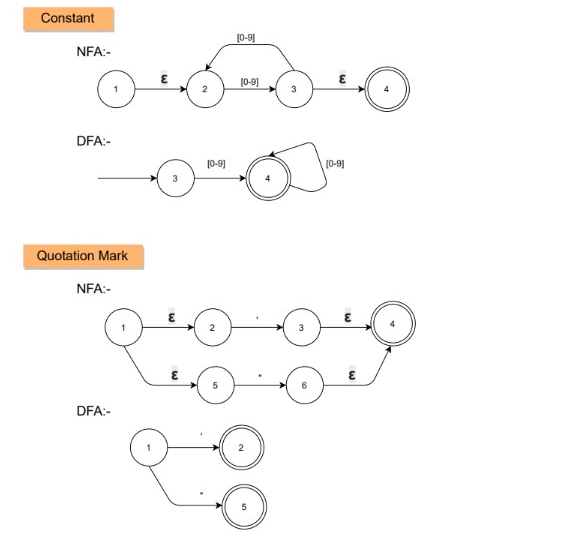 Constant
NFA:-
[0-9]
1 ε 2 [0-9] 3 ε 4
DFA:-
3 [0-9] 4 [0-9]
Quotation Mark
NFA:-
1 ε 2 ' 3 ε 4
ε 5 " 6 ε
DFA:-
1 ' 2
" 5